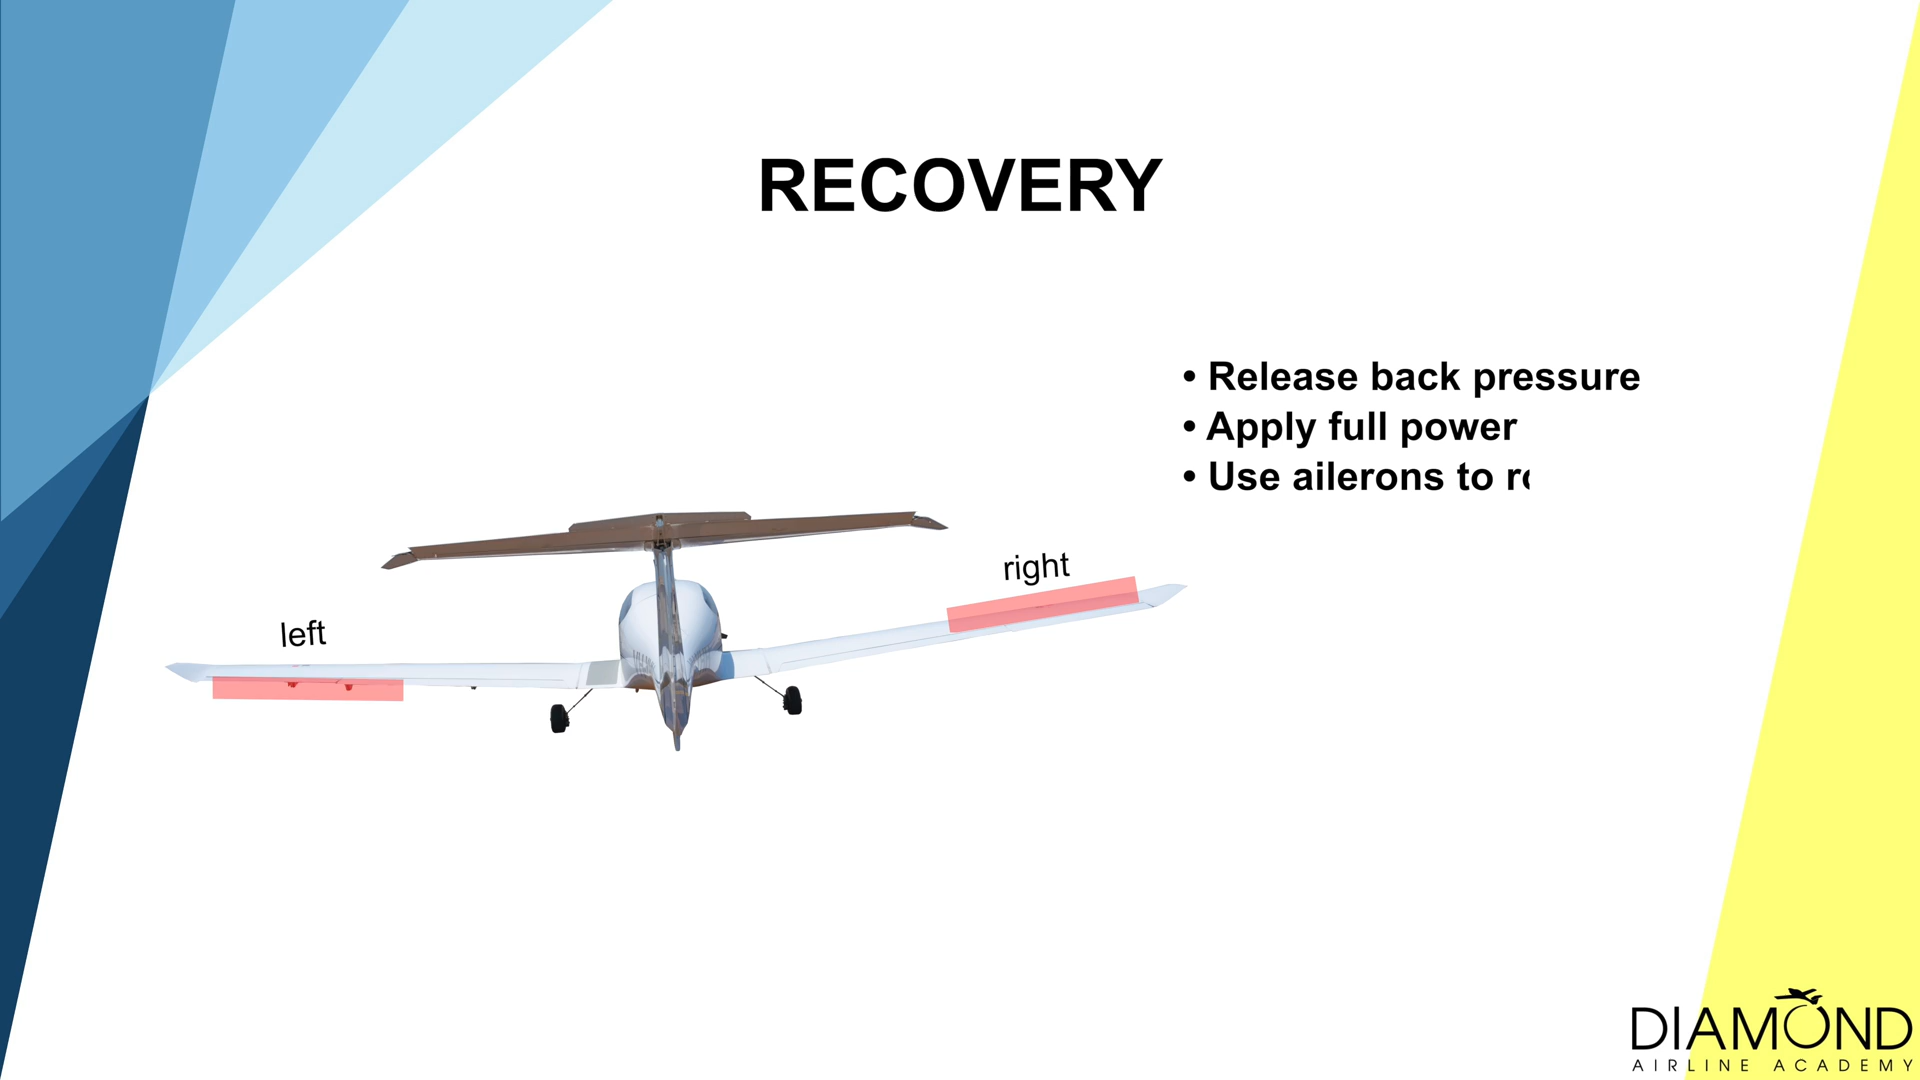 RECOVERY
• Release back pressure
• Apply full power
• Use ailerons to
right
left
DIAMOND
AIRLINE ACADEMY